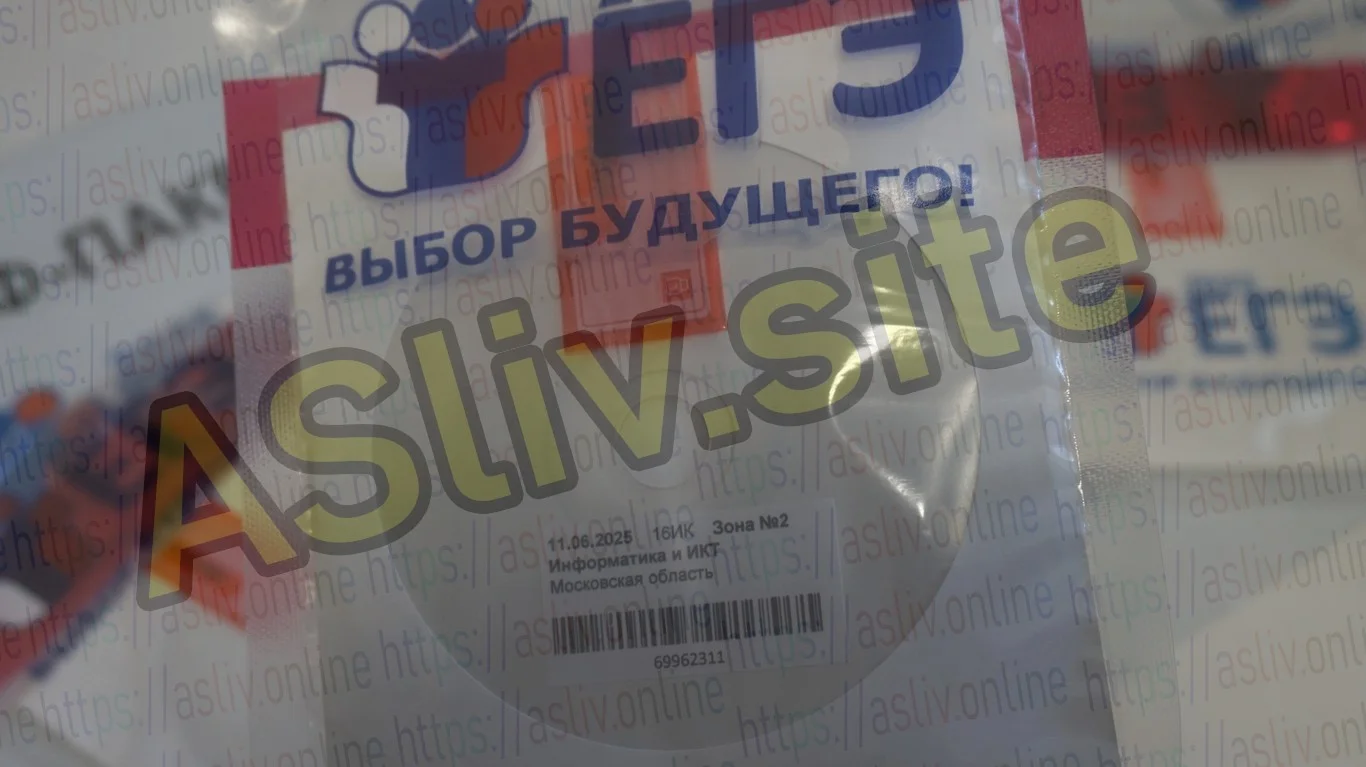 ЕГЭ
ВЫБОР БУДУЩЕГО!
ASliv.site
11.06.2025 16ИК Зона №2
Информатика и ИКТ
Московская область
69962311
ЕГЭ
https://asliv.online